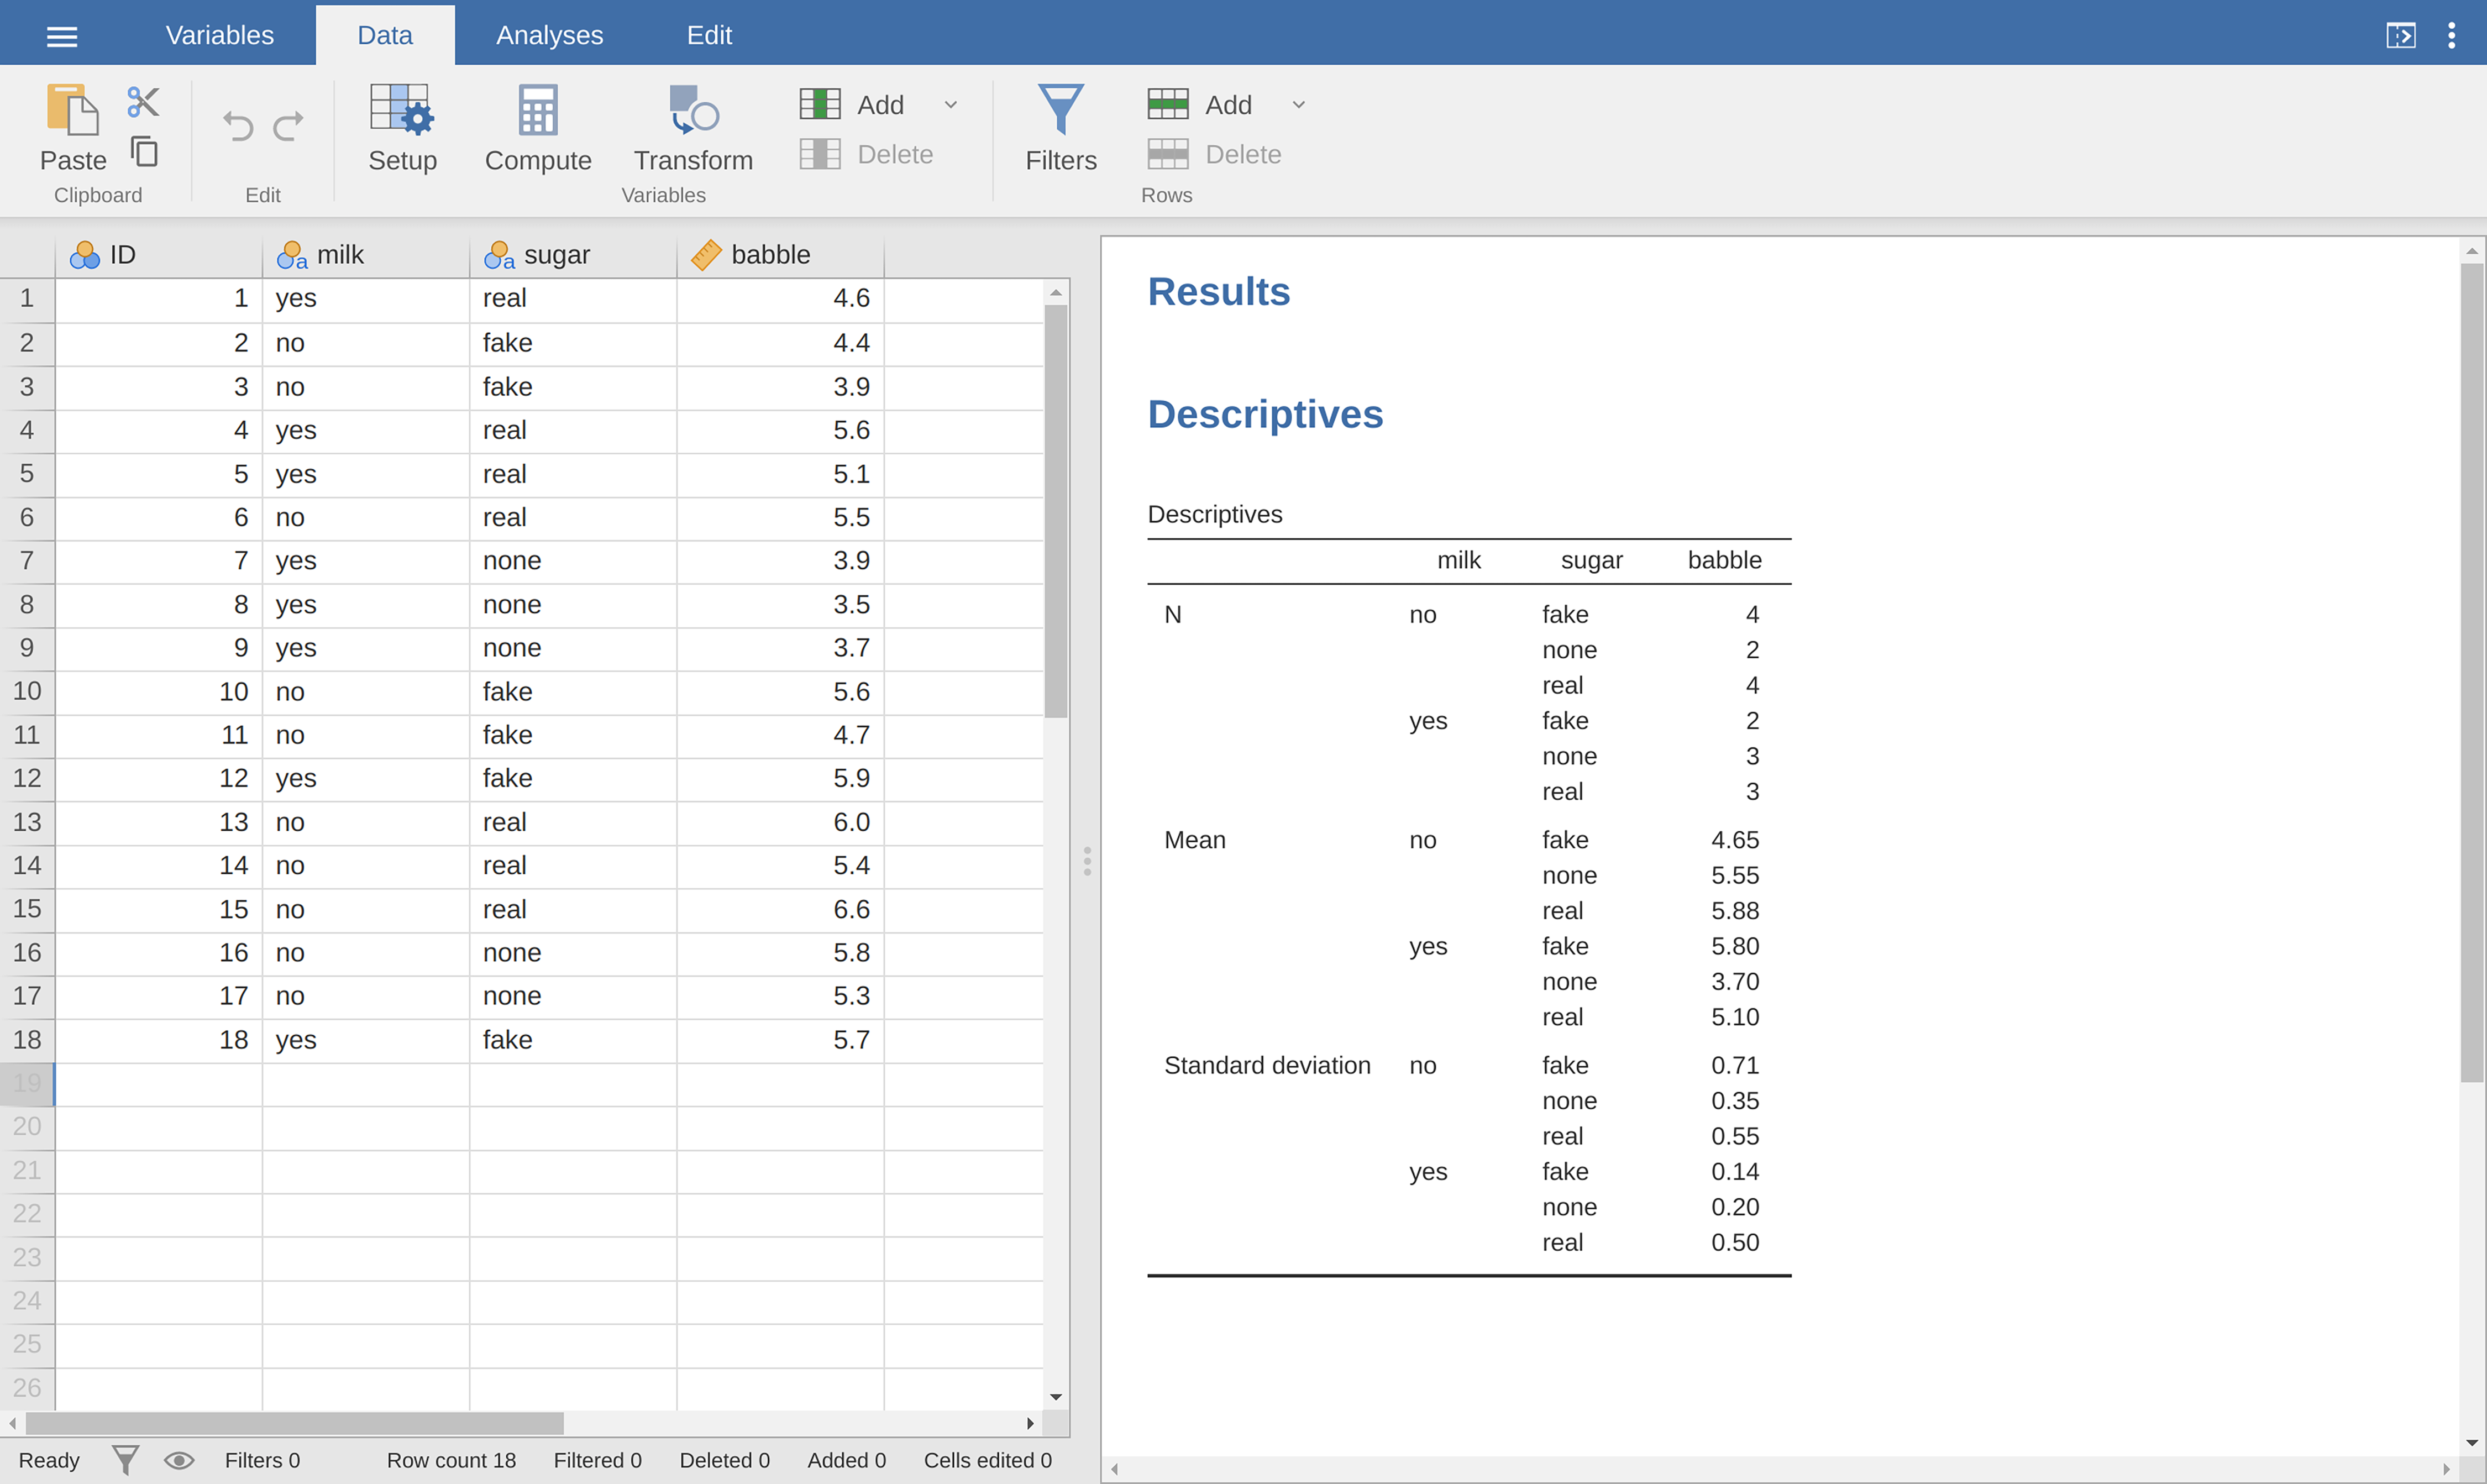 Variables Data Analyses Edit
Paste
Clipboard
Edit
Setup Compute Transform
Add
Delete
Variables
Filters
Add
Delete
Rows
ID a milk a sugar babble
1 1 yes real 4.6
2 2 no fake 4.4
3 3 no fake 3.9
4 4 yes real 5.6
5 5 yes real 5.1
6 6 no real 5.5
7 7 yes none 3.9
8 8 yes none 3.5
9 9 yes none 3.7
10 10 no fake 5.6
11 11 no fake 4.7
12 12 yes fake 5.9
13 13 no real 6.0
14 14 no real 5.4
15 15 no real 6.6
16 16 no none 5.8
17 17 no none 5.3
18 18 yes fake 5.7
19
20
21
22
23
24
25
26
Ready Filters 0 Row count 18 Filtered 0 Deleted 0 Added 0 Cells edited 0
Results
Descriptives
Descriptives
milk sugar babble
N no fake 4
none 2
real 4
yes fake 2
none 3
real 3
Mean no fake 4.65
none 5.55
real 5.88
yes fake 5.80
none 3.70
real 5.10
Standard deviation no fake 0.71
none 0.35
real 0.55
yes fake 0.14
none 0.20
real 0.50